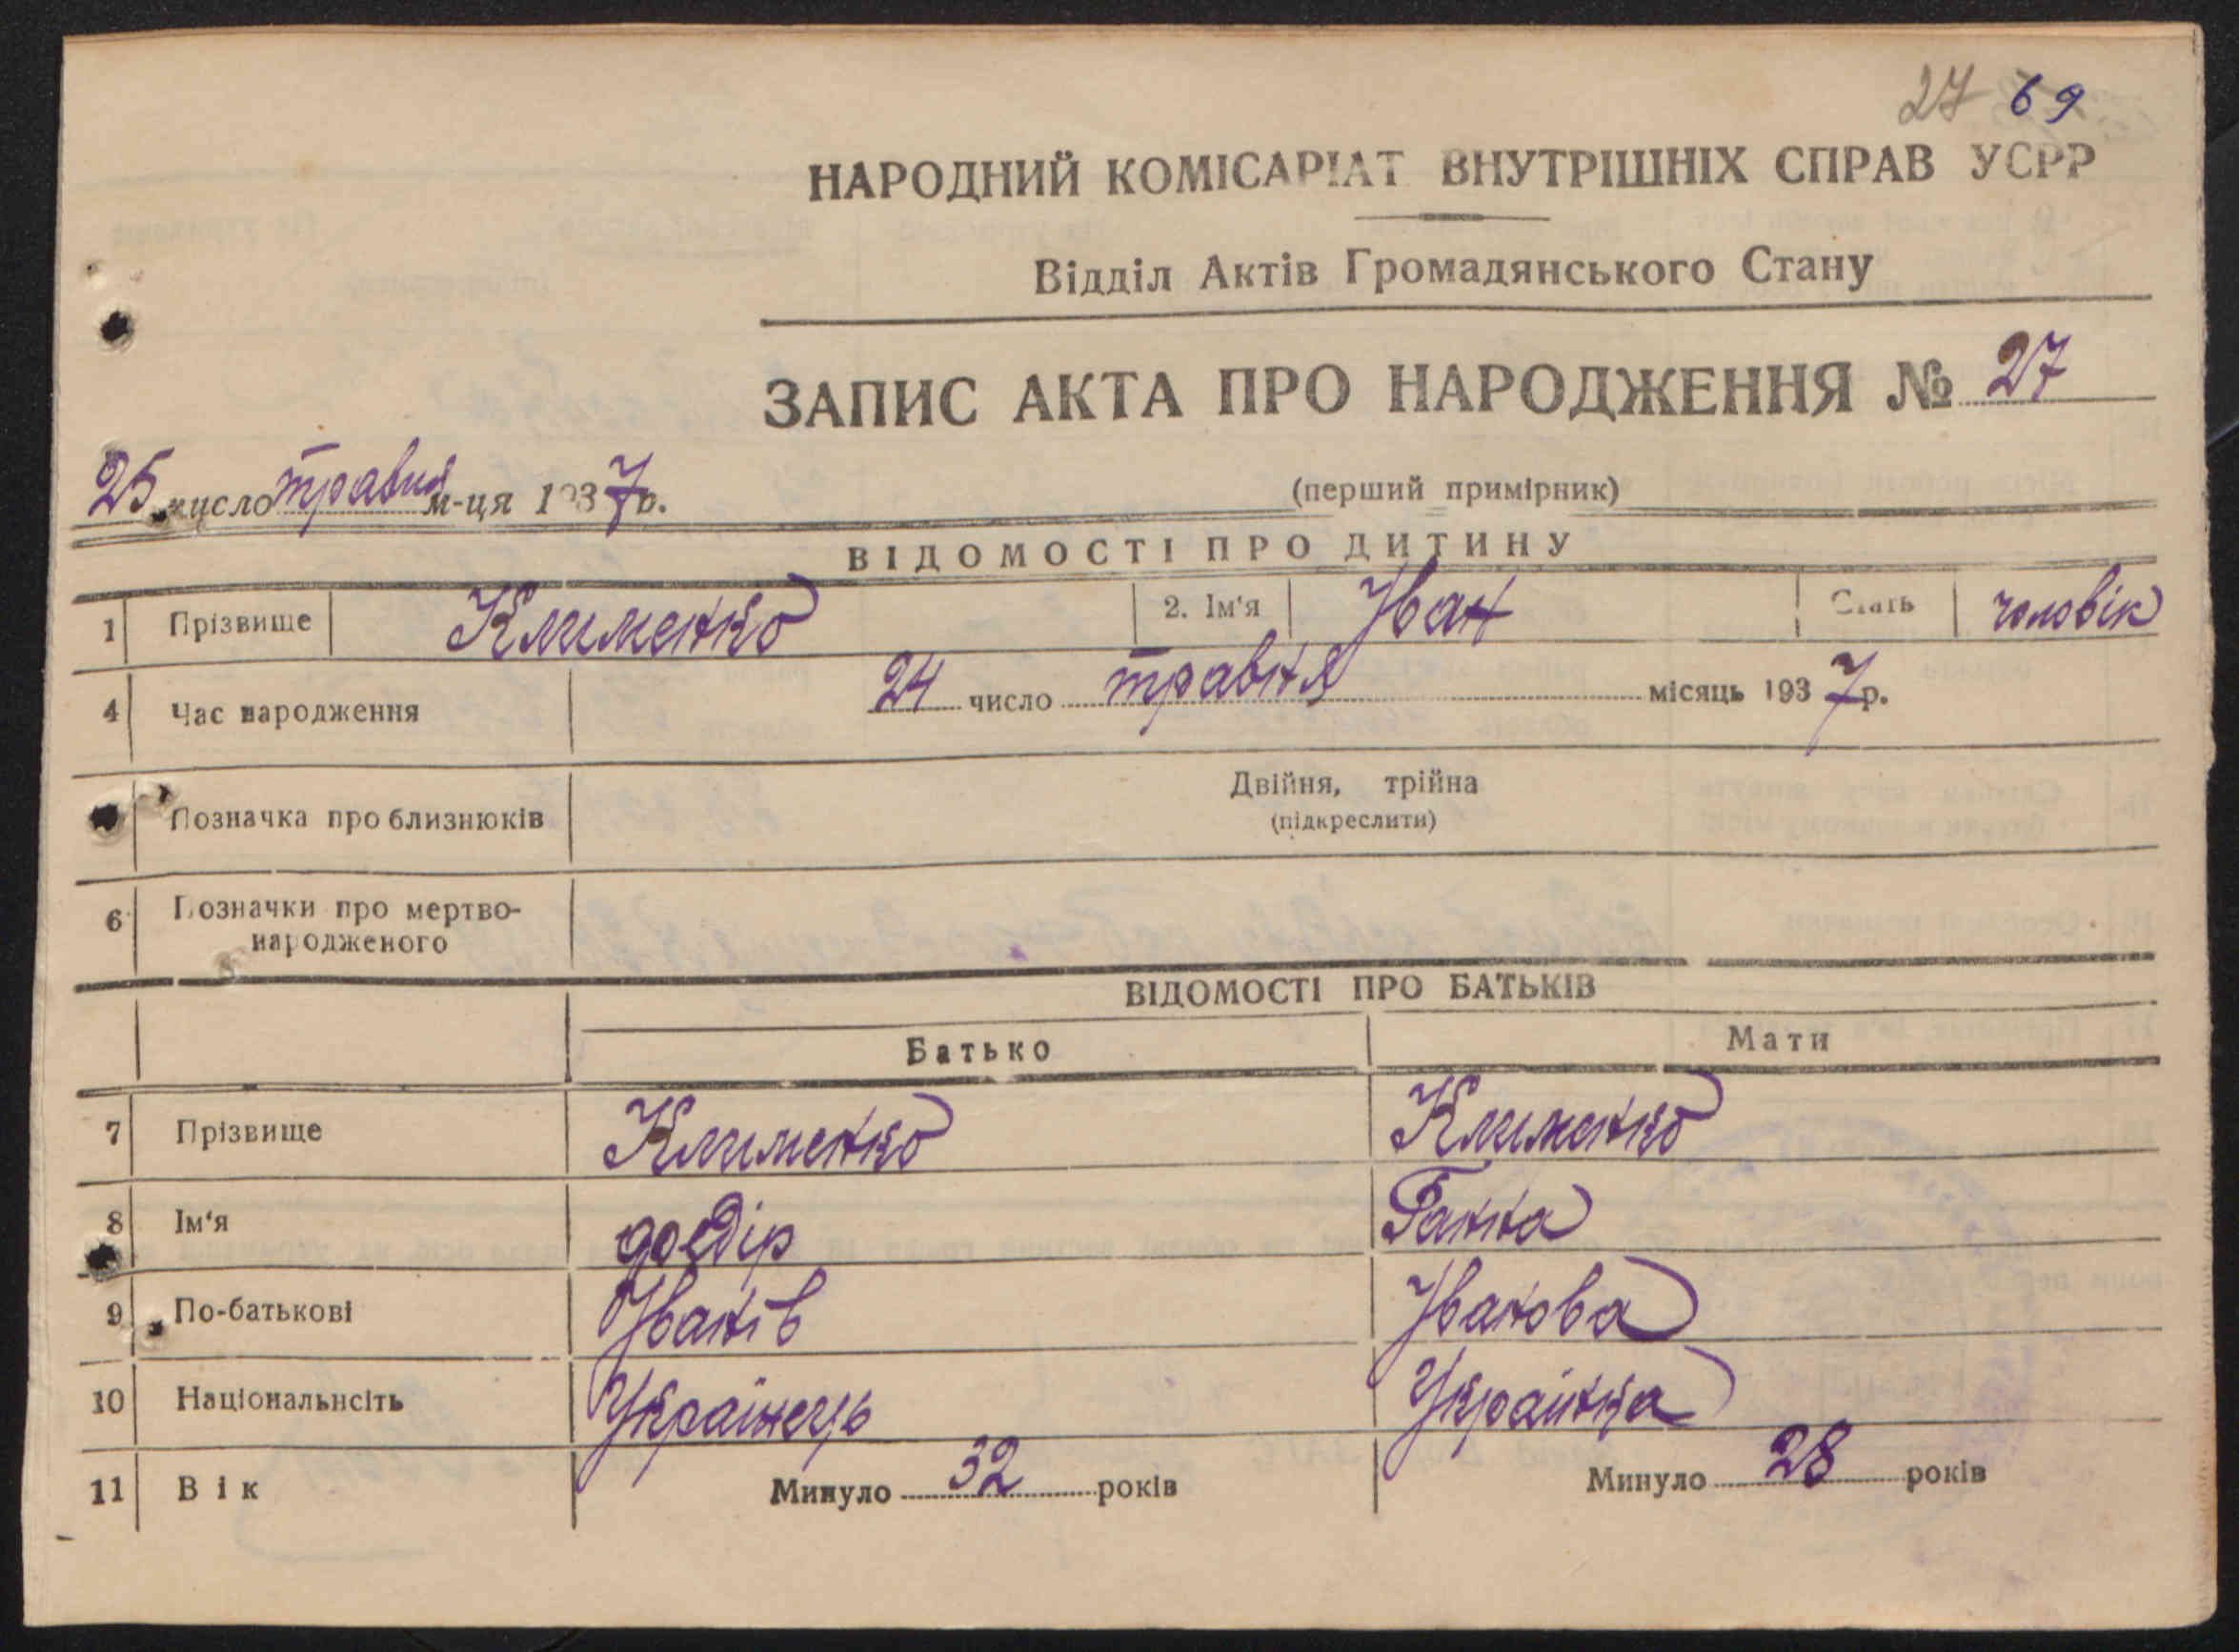 27 69
НАРОДНИЙ КОМІСАРІАТ ВНУТРІШНІХ СПРАВ УСРР
Відділ Актів Громадянського Стану
ЗАПИС АКТА ПРО НАРОДЖЕННЯ № 27
25 число травня м-ця 1937р.
(перший примірник)
ВІДОМОСТІ ПРО ДИТИНУ
1 Прізвище Клименко 2. Ім'я Іван Стать чоловік
4 Час народження 24 число травня місяць 1937р.
Позначка про близнюків Двійня, трійна
(підкреслити)
6 Позначки про мертво-
народженого
ВІДОМОСТІ ПРО БАТЬКІВ
Батько Мати
7 Прізвище Клименко Клименко
8 Ім'я Ганна
9 По-батькові Іванів Іванова
10 Національнсіть Українець Українка
11 Вік Минуло 32 років Минуло 28 років